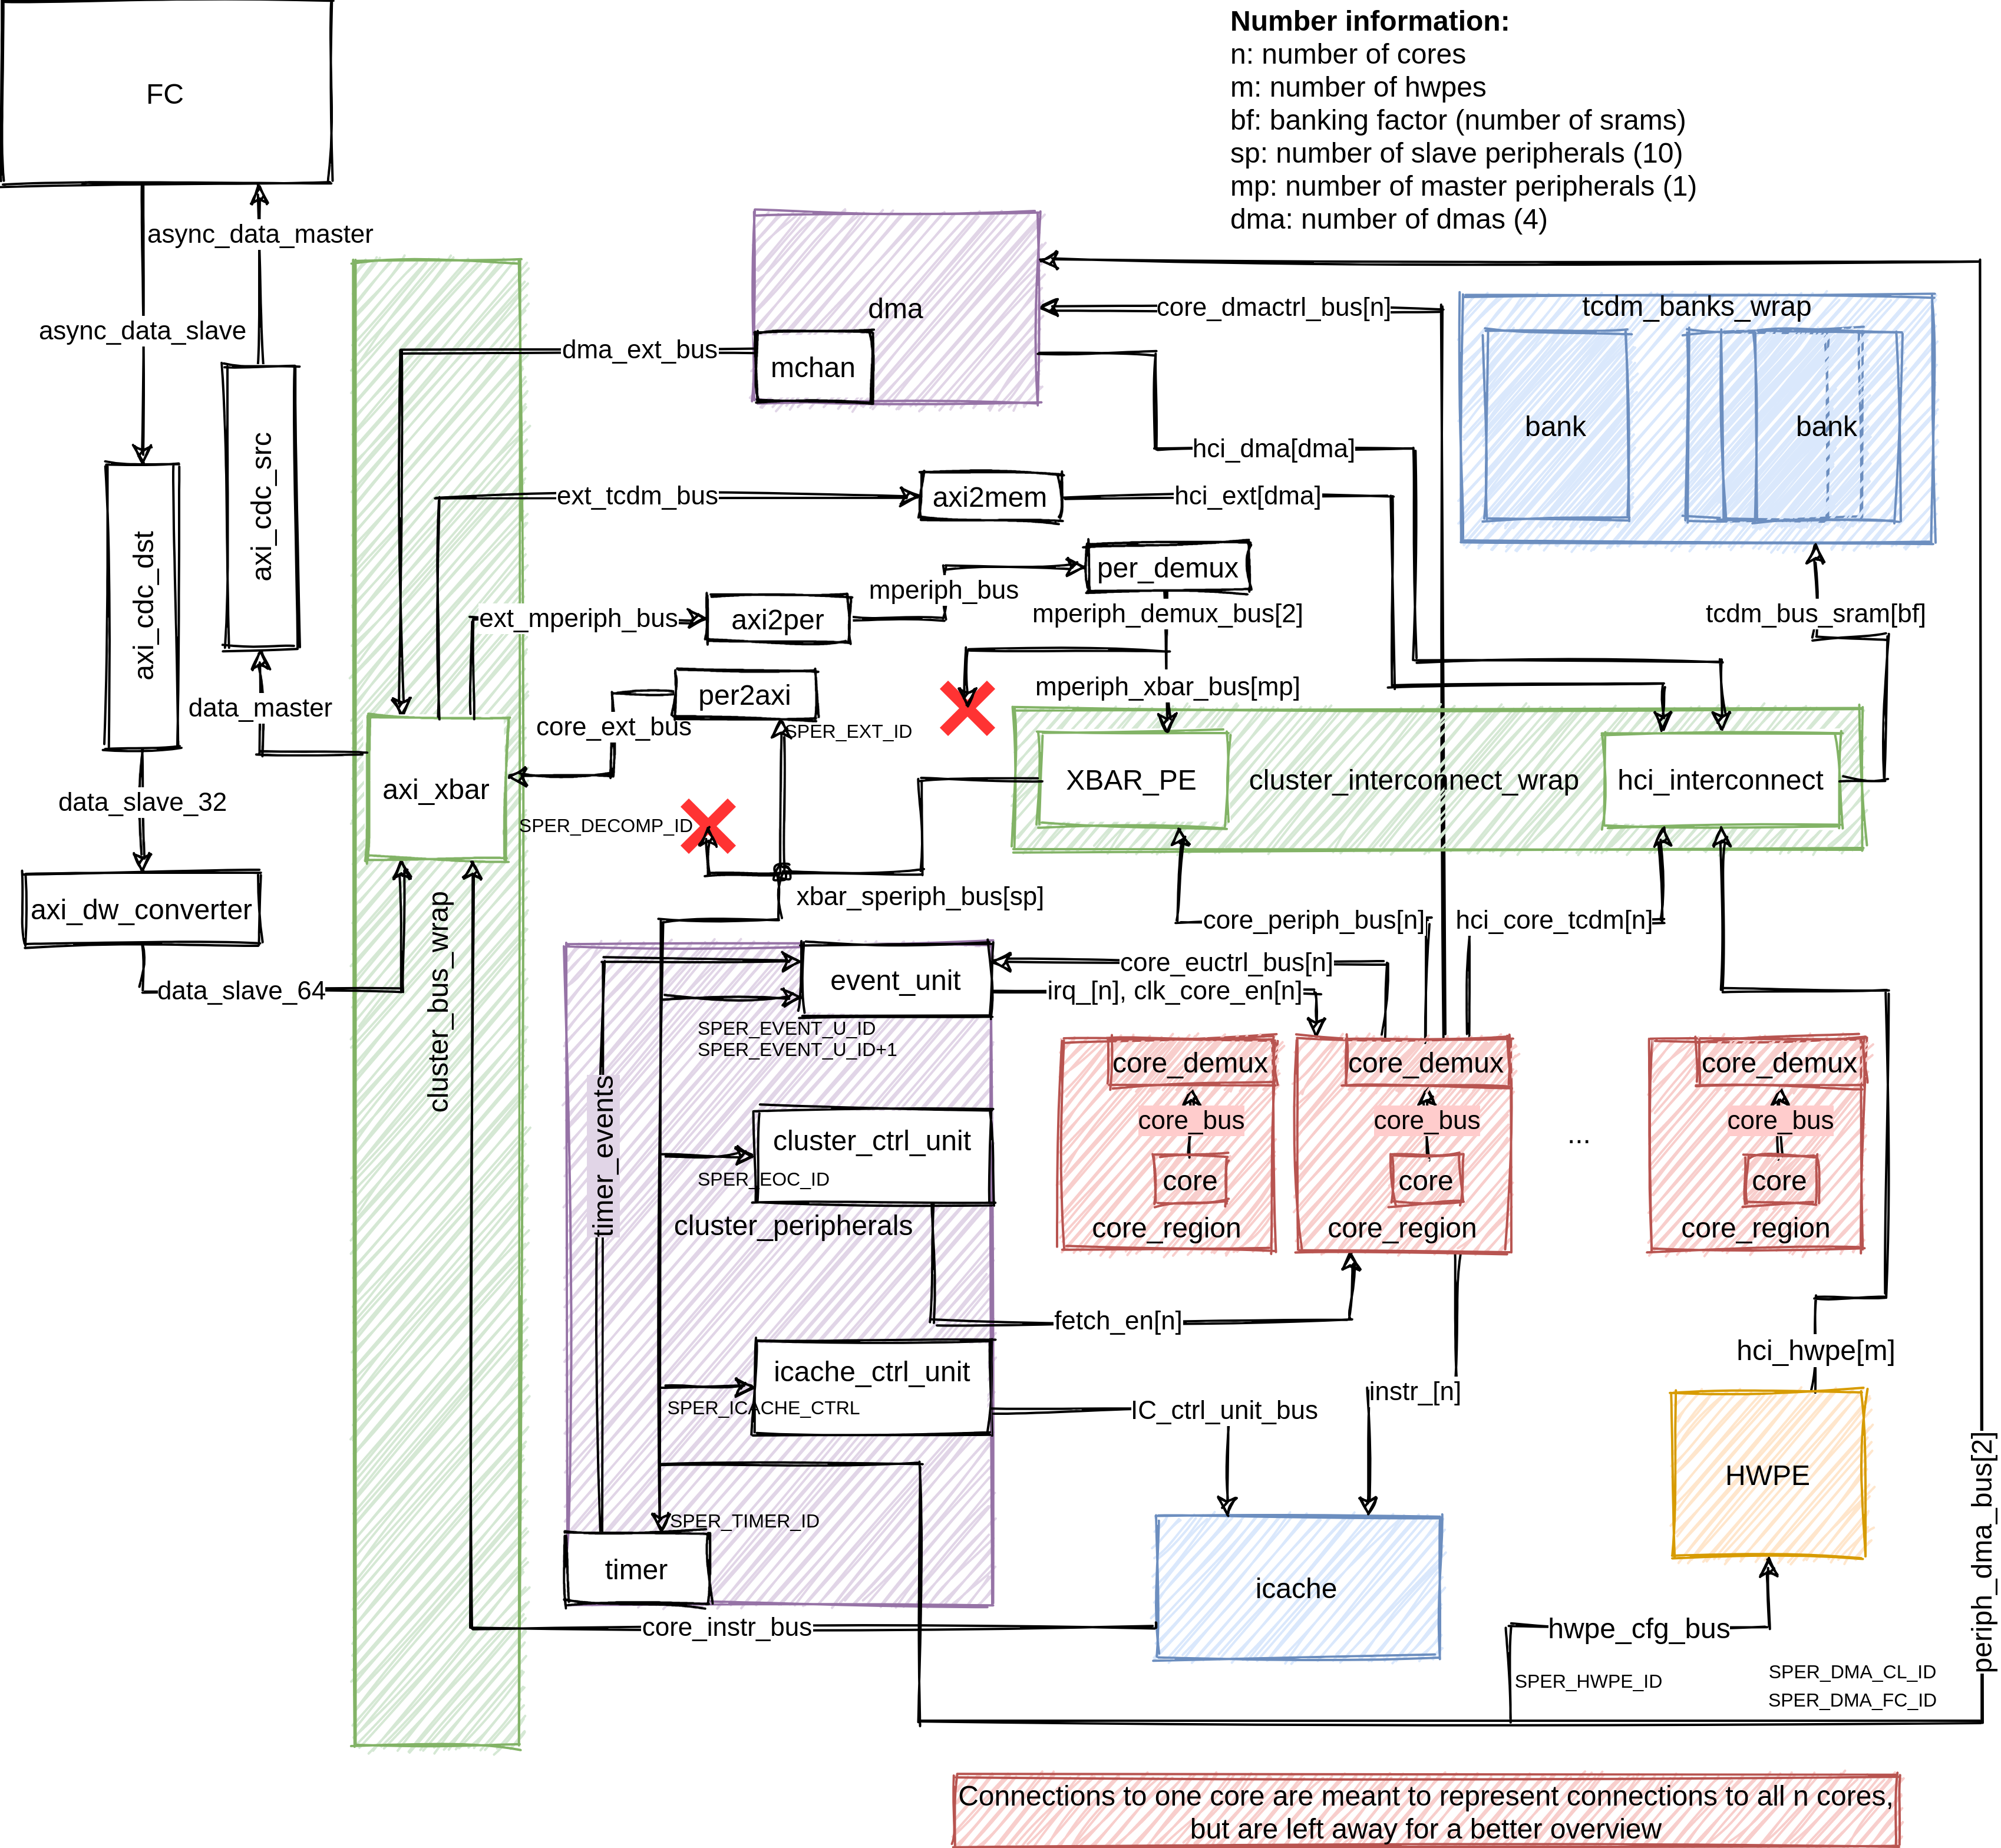 Number information:
n: number of cores
m: number of hwpes
bf: banking factor (number of srams)
sp: number of slave peripherals (10)
mp: number of master peripherals (1)
dma: number of dmas (4)
FC
async_data_master
async_data_slave
axi_cdc_src
axi_cdc_dst
data_master
data_slave_32
axi_dw_converter
data_slave_64
axi_xbar
cluster_bus_wrap
dma
mchan
dma_ext_bus
core_dmactrl_bus[n]
tcdm_banks_wrap
bank
bank
hci_dma[dma]
ext_tcdm_bus
axi2mem
hci_ext[dma]
per_demux
mperiph_bus
ext_mperiph_bus
axi2per
mperiph_demux_bus[2]
tcdm_bus_sram[bf]
per2axi
mperiph_xbar_bus[mp]
core_ext_bus
SPER_EXT_ID
XBAR_PE
cluster_interconnect_wrap
hci_interconnect
SPER_DECOMP_ID
xbar_speriph_bus[sp]
core_periph_bus[n]
hci_core_tcdm[n]
event_unit
core_euctrl_bus[n]
irq_[n], clk_core_en[n]
SPER_EVENT_U_ID
SPER_EVENT_U_ID+1
timer_events
core_demux
core_demux
core_demux
core_bus
core_bus
core_bus
...
core
core
core
core_region
core_region
core_region
cluster_ctrl_unit
SPER_EOC_ID
cluster_peripherals
fetch_en[n]
hci_hwpe[m]
icache_ctrl_unit
SPER_ICACHE_CTRL
IC_ctrl_unit_bus
instr_[n]
HWPE
SPER_TIMER_ID
timer
icache
core_instr_bus
hwpe_cfg_bus
SPER_HWPE_ID
SPER_DMA_CL_ID
SPER_DMA_FC_ID
periph_dma_bus[2]
Connections to one core are meant to represent connections to all n cores,
but are left away for a better overview